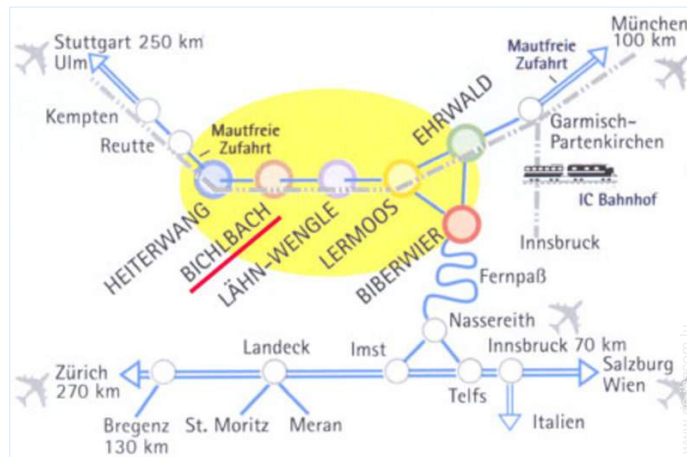 Stuttgart 250 km
Ulm
München
100 km
Mautfreie
Zufahrt
Kempten
Reutte
Mautfreie
Zufahrt
EHRWALD
Garmisch-
Partenkirchen
IC Bahnhof
Innsbruck
HEITERWANG
BICHLBACH
LÄHN-WENGLE
LERMOOS
BIBERWIER
Fernpaß
Nassereith
Zürich
270 km
Landeck
Imst
Innsbruck 70 km
Salzburg
Wien
Telfs
Bregenz
130 km
St. Moritz
Meran
Italien